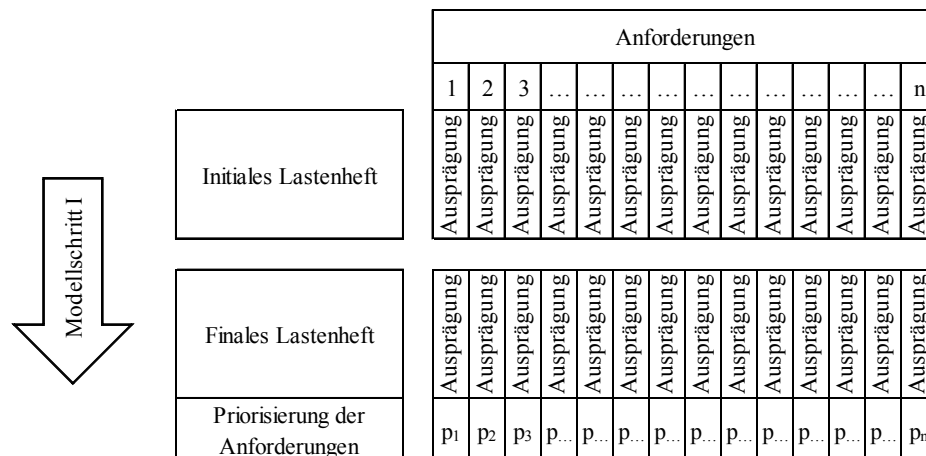 Anforderungen
1 2 3 … … … … … … … … … … n
Initiales Lastenheft
Ausprägung Ausprägung Ausprägung Ausprägung Ausprägung Ausprägung Ausprägung Ausprägung Ausprägung Ausprägung Ausprägung Ausprägung Ausprägung Ausprägung
Modellschritt I
Finales Lastenheft
Ausprägung Ausprägung Ausprägung Ausprägung Ausprägung Ausprägung Ausprägung Ausprägung Ausprägung Ausprägung Ausprägung Ausprägung Ausprägung Ausprägung
Priorisierung der
Anforderungen
p₁ p₂ p₃ p… p… p… p… p… p… p… p… p… p… pₙ